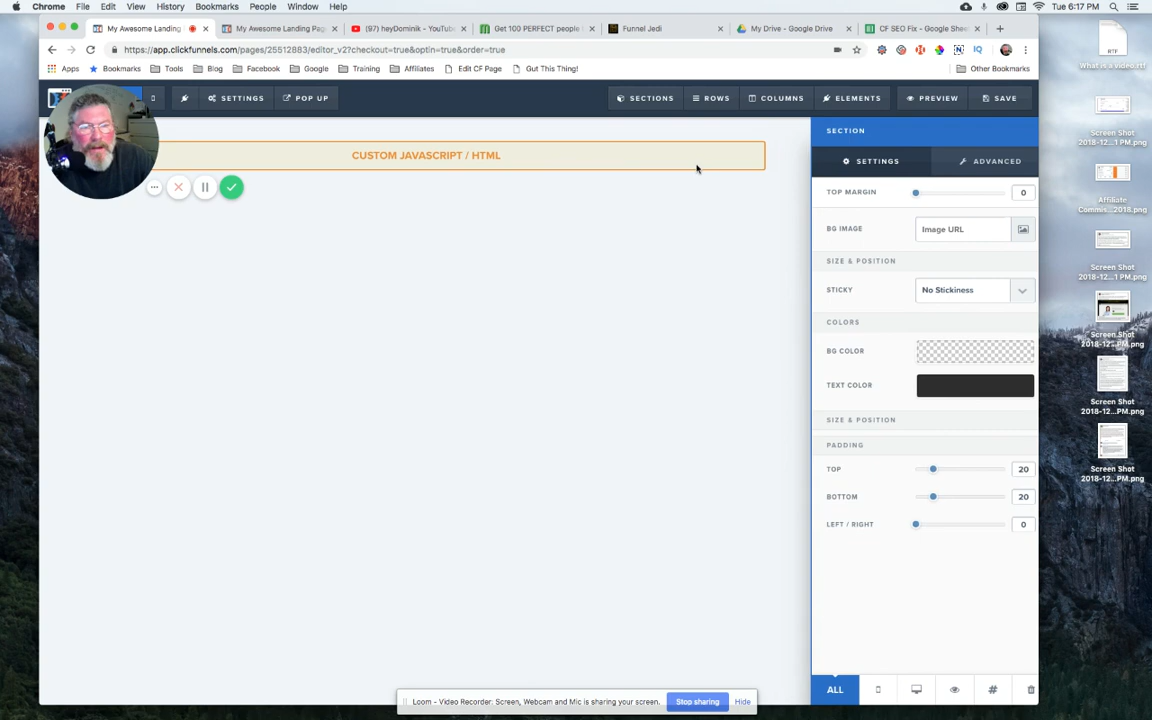 Chrome File Edit View History Bookmarks People Window Help Tue 6:17 PM
My Awesome Landing My Awesome Landing Pag (97) heyDominik - YouTube Get 100 PERFECT people Funnel Jedi My Drive - Google Drive CF SEO Fix - Google Shee
https://app.clickfunnels.com/pages/25512883/editor_v2?checkout=true&optin=true&order=true
Apps Bookmarks Tools Blog Facebook Google Training Affiliates Edit CF Page Gut This Thing! Other Bookmarks
SETTINGS POP UP SECTIONS ROWS COLUMNS ELEMENTS PREVIEW SAVE
CUSTOM JAVASCRIPT / HTML
SECTION
SETTINGS ADVANCED
TOP MARGIN 0
BG IMAGE Image URL
SIZE & POSITION
STICKY No Stickiness
COLORS
BG COLOR
TEXT COLOR
SIZE & POSITION
PADDING
TOP 20
BOTTOM 20
LEFT / RIGHT 0
ALL #
Loom - Video Recorder: Screen, Webcam and Mic is sharing your screen. Stop sharing Hide
RTF
What is a video.rtf
Screen Shot
2018-12...1 PM.png
Affiliate
Commis...2018.png
Screen Shot
2018-12...1 PM.png
Screen Shot
2018-12...PM.png
Screen Shot
2018-12...PM.png
Screen Shot
2018-12...PM.png